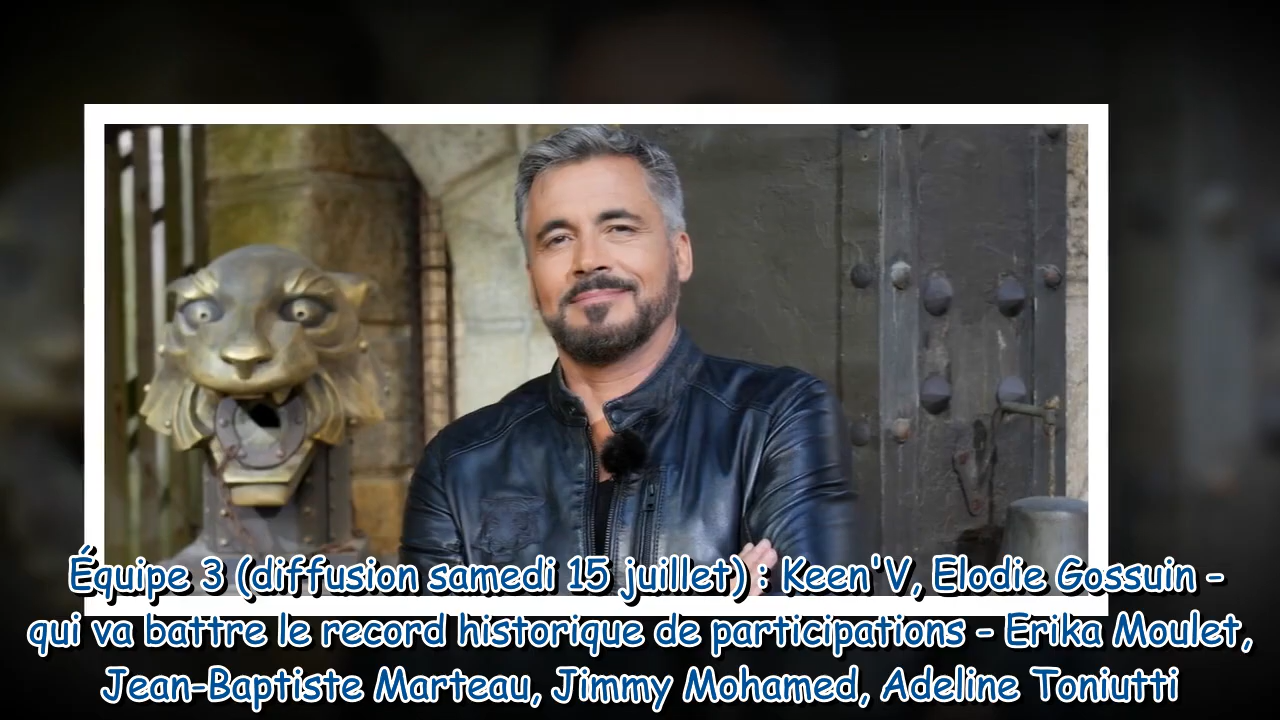 Équipe 3 (diffusion samedi 15 juillet) : Keen'V, Elodie Gossuin -
qui va battre le record historique de participations - Erika Moulet,
Jean-Baptiste Marteau, Jimmy Mohamed, Adeline Toniutti